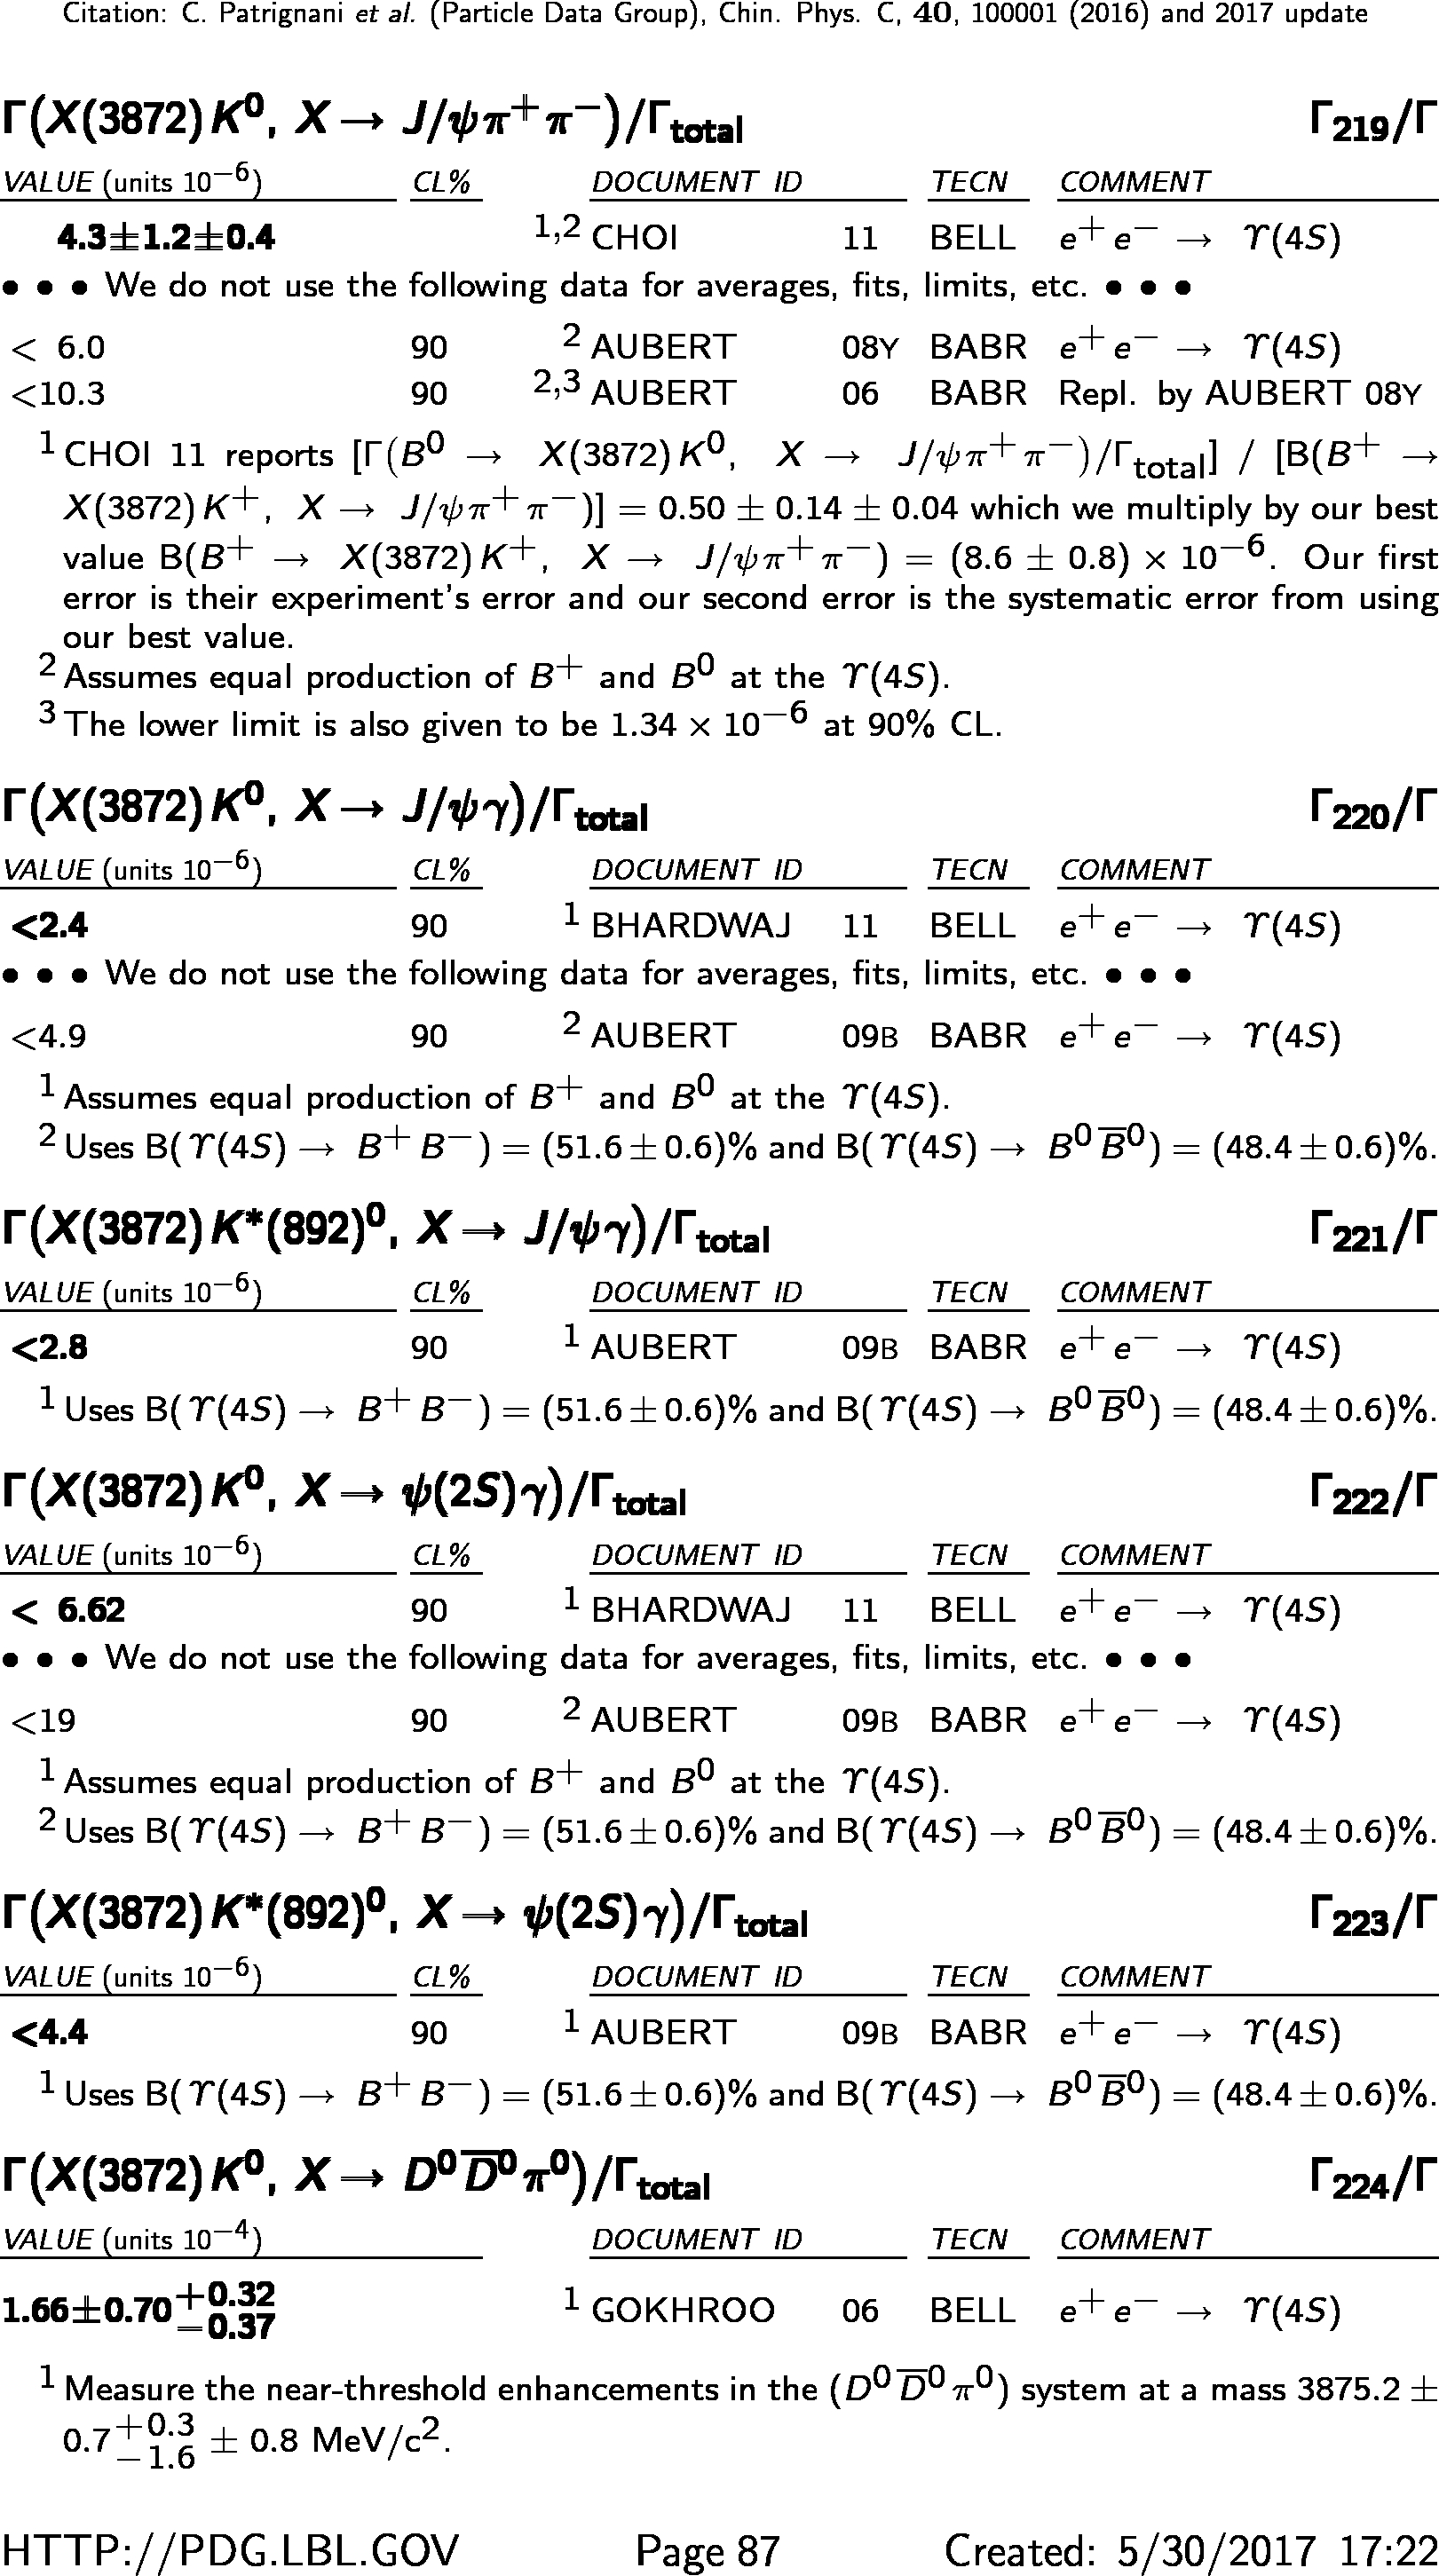 Citation: C. Patrignani et al. (Particle Data Group), Chin. Phys. C, 40, 100001 (2016) and 2017 update
Γ(X(3872)K⁰, X → J/ψπ⁺π⁻)/Γtotal Γ219/Γ
VALUE (units 10⁻⁶) CL% DOCUMENT ID TECN COMMENT
4.3±1.2±0.4 1,2 CHOI 11 BELL e⁺e⁻ → ϒ(4S)
• • • We do not use the following data for averages, fits, limits, etc. • • •
< 6.0 90 2 AUBERT 08Y BABR e⁺e⁻ → ϒ(4S)
<10.3 90 2,3 AUBERT 06 BABR Repl. by AUBERT 08Y
1 CHOI 11 reports [Γ(B⁰ → X(3872)K⁰, X → J/ψπ⁺π⁻)/Γtotal] / [B(B⁺ →
X(3872)K⁺, X → J/ψπ⁺π⁻)] = 0.50 ± 0.14 ± 0.04 which we multiply by our best
value B(B⁺ → X(3872)K⁺, X → J/ψπ⁺π⁻) = (8.6 ± 0.8) × 10⁻⁶. Our first
error is their experiment's error and our second error is the systematic error from using
our best value.
2 Assumes equal production of B⁺ and B⁰ at the ϒ(4S).
3 The lower limit is also given to be 1.34 × 10⁻⁶ at 90% CL.
Γ(X(3872)K⁰, X → J/ψγ)/Γtotal Γ220/Γ
VALUE (units 10⁻⁶) CL% DOCUMENT ID TECN COMMENT
<2.4 90 1 BHARDWAJ 11 BELL e⁺e⁻ → ϒ(4S)
• • • We do not use the following data for averages, fits, limits, etc. • • •
<4.9 90 2 AUBERT 09B BABR e⁺e⁻ → ϒ(4S)
1 Assumes equal production of B⁺ and B⁰ at the ϒ(4S).
2 Uses B(ϒ(4S) → B⁺B⁻) = (51.6±0.6)% and B(ϒ(4S) → B⁰B̅⁰) = (48.4±0.6)%.
Γ(X(3872)K*(892)⁰, X → J/ψγ)/Γtotal Γ221/Γ
VALUE (units 10⁻⁶) CL% DOCUMENT ID TECN COMMENT
<2.8 90 1 AUBERT 09B BABR e⁺e⁻ → ϒ(4S)
1 Uses B(ϒ(4S) → B⁺B⁻) = (51.6±0.6)% and B(ϒ(4S) → B⁰B̅⁰) = (48.4±0.6)%.
Γ(X(3872)K⁰, X → ψ(2S)γ)/Γtotal Γ222/Γ
VALUE (units 10⁻⁶) CL% DOCUMENT ID TECN COMMENT
< 6.62 90 1 BHARDWAJ 11 BELL e⁺e⁻ → ϒ(4S)
• • • We do not use the following data for averages, fits, limits, etc. • • •
<19 90 2 AUBERT 09B BABR e⁺e⁻ → ϒ(4S)
1 Assumes equal production of B⁺ and B⁰ at the ϒ(4S).
2 Uses B(ϒ(4S) → B⁺B⁻) = (51.6±0.6)% and B(ϒ(4S) → B⁰B̅⁰) = (48.4±0.6)%.
Γ(X(3872)K*(892)⁰, X → ψ(2S)γ)/Γtotal Γ223/Γ
VALUE (units 10⁻⁶) CL% DOCUMENT ID TECN COMMENT
<4.4 90 1 AUBERT 09B BABR e⁺e⁻ → ϒ(4S)
1 Uses B(ϒ(4S) → B⁺B⁻) = (51.6±0.6)% and B(ϒ(4S) → B⁰B̅⁰) = (48.4±0.6)%.
Γ(X(3872)K⁰, X → D⁰D̅⁰π⁰)/Γtotal Γ224/Γ
VALUE (units 10⁻⁴) DOCUMENT ID TECN COMMENT
1.66±0.70+0.32−0.37 1 GOKHROO 06 BELL e⁺e⁻ → ϒ(4S)
1 Measure the near-threshold enhancements in the (D⁰D̅⁰π⁰) system at a mass 3875.2 ±
0.7+0.3−1.6 ± 0.8 MeV/c².
HTTP://PDG.LBL.GOV Page 87 Created: 5/30/2017 17:22